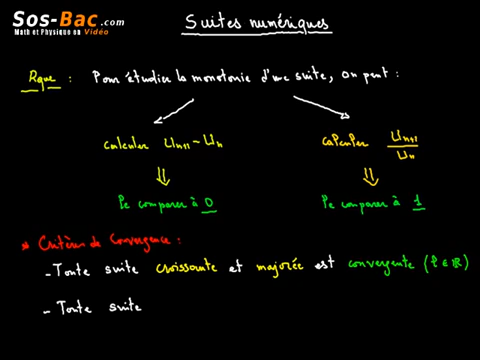 Sos-Bac.com
Math et Physique en Vidéo
Suites numériques
Rque : Pour étudier la monotonie d'une suite, on peut :
calculer Un+1 - Un
calculer Un+1/Un
le comparer à 0
le comparer à 1
* Critères de Convergence :
- Toute suite croissante et majorée est convergente (l ∈ ℝ)
- Toute suite